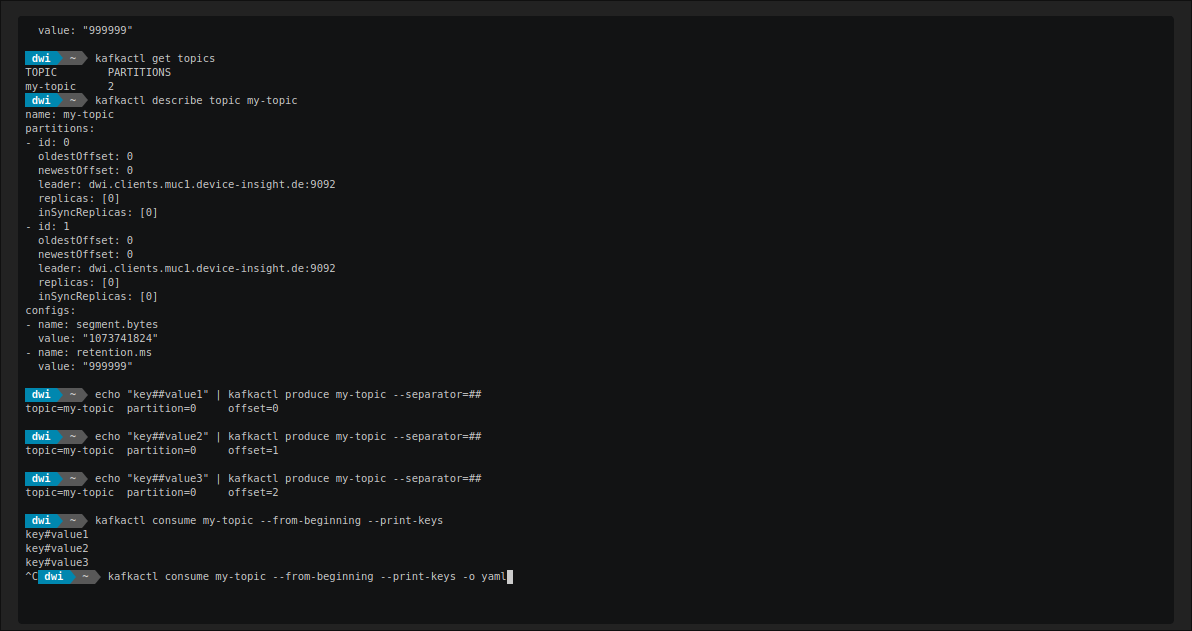 value: "999999"

dwi ~ kafkactl get topics
TOPIC        PARTITIONS
my-topic     2
dwi ~ kafkactl describe topic my-topic
name: my-topic
partitions:
- id: 0
  oldestOffset: 0
  newestOffset: 0
  leader: dwi.clients.muc1.device-insight.de:9092
  replicas: [0]
  inSyncReplicas: [0]
- id: 1
  oldestOffset: 0
  newestOffset: 0
  leader: dwi.clients.muc1.device-insight.de:9092
  replicas: [0]
  inSyncReplicas: [0]
configs:
- name: segment.bytes
  value: "1073741824"
- name: retention.ms
  value: "999999"

dwi ~ echo "key##value1" | kafkactl produce my-topic --separator=##
topic=my-topic  partition=0     offset=0

dwi ~ echo "key##value2" | kafkactl produce my-topic --separator=##
topic=my-topic  partition=0     offset=1

dwi ~ echo "key##value3" | kafkactl produce my-topic --separator=##
topic=my-topic  partition=0     offset=2

dwi ~ kafkactl consume my-topic --from-beginning --print-keys
key#value1
key#value2
key#value3
^C dwi ~ kafkactl consume my-topic --from-beginning --print-keys -o yaml